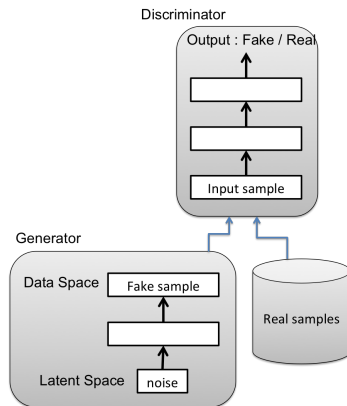 Discriminator
Output : Fake / Real
Input sample
Generator
Data Space
Fake sample
Real samples
Latent Space
noise